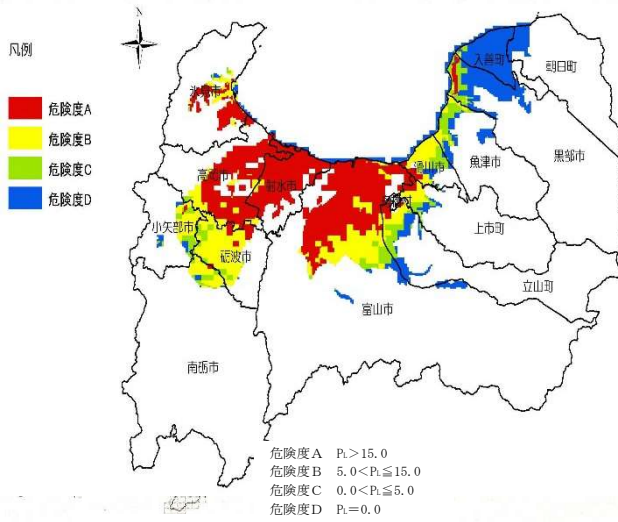 凡例
危険度A
危険度B
危険度C
危険度D
氷見市
高岡市
射水市
小矢部市
砺波市
南砺市
富山市
滑川市
魚津市
黒部市
入善町
朝日町
上市町
立山町
危険度A PL>15.0
危険度B 5.0<PL≦15.0
危険度C 0.0<PL≦5.0
危険度D PL=0.0